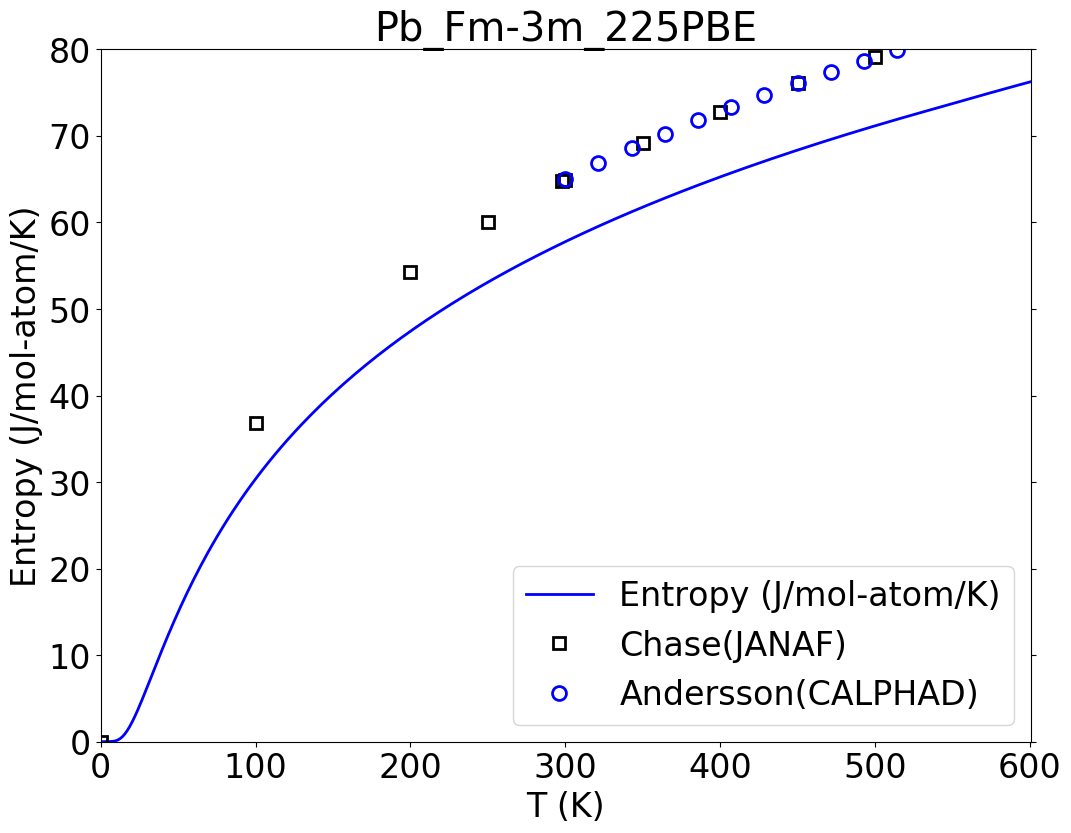 Pb_Fm-3m_225PBE
Entropy (J/mol-atom/K)
80
70
60
50
40
30
20
10
0
0 100 200 300 400 500 600
T (K)
Entropy (J/mol-atom/K)
Chase(JANAF)
Andersson(CALPHAD)